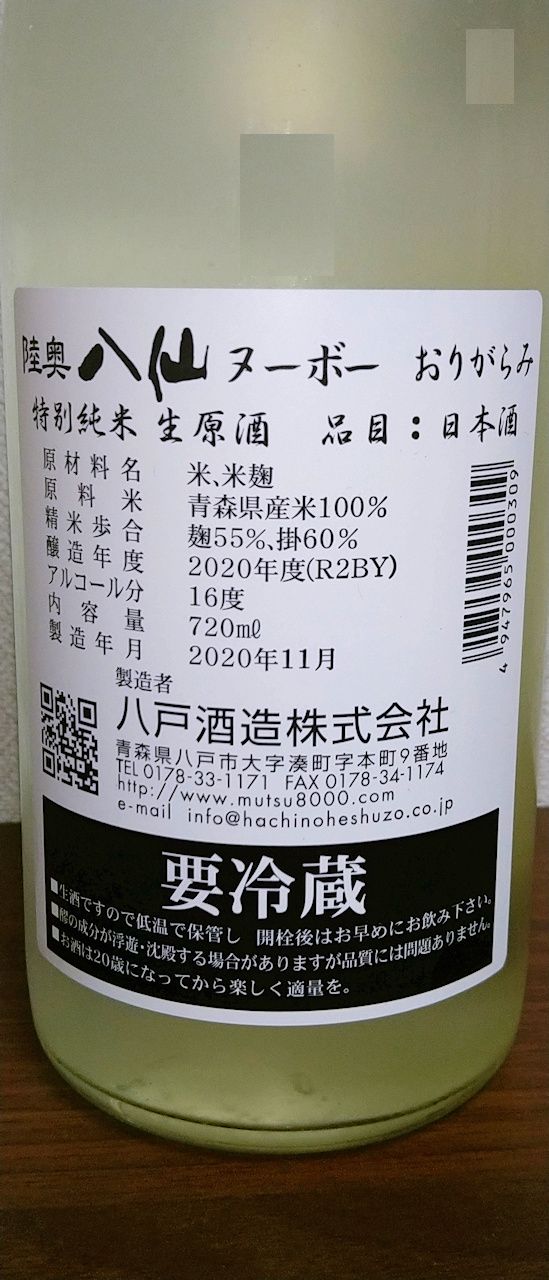 陸奥八仙 ヌーボー おりがらみ
特別純米 生原酒 品目：日本酒
原材料名 米、米麹
原料米 青森県産米100%
精米歩合 麹55%、掛60%
醸造年度 2020年度(R2BY)
アルコール分 16度
内容量 720㎖
製造年月 2020年11月
4 947965 000309
製造者
八戸酒造株式会社
青森県八戸市大字湊町字本町9番地
TEL 0178-33-1171 FAX 0178-34-1174
http://www.mutsu8000.com
e-mail info@hachinoheshuzo.co.jp
要冷蔵
■生酒ですので低温で保管し 開栓後はお早めにお飲み下さい。
■醪の成分が浮遊・沈殿する場合がありますが品質には問題ありません。
■お酒は20歳になってから楽しく適量を。